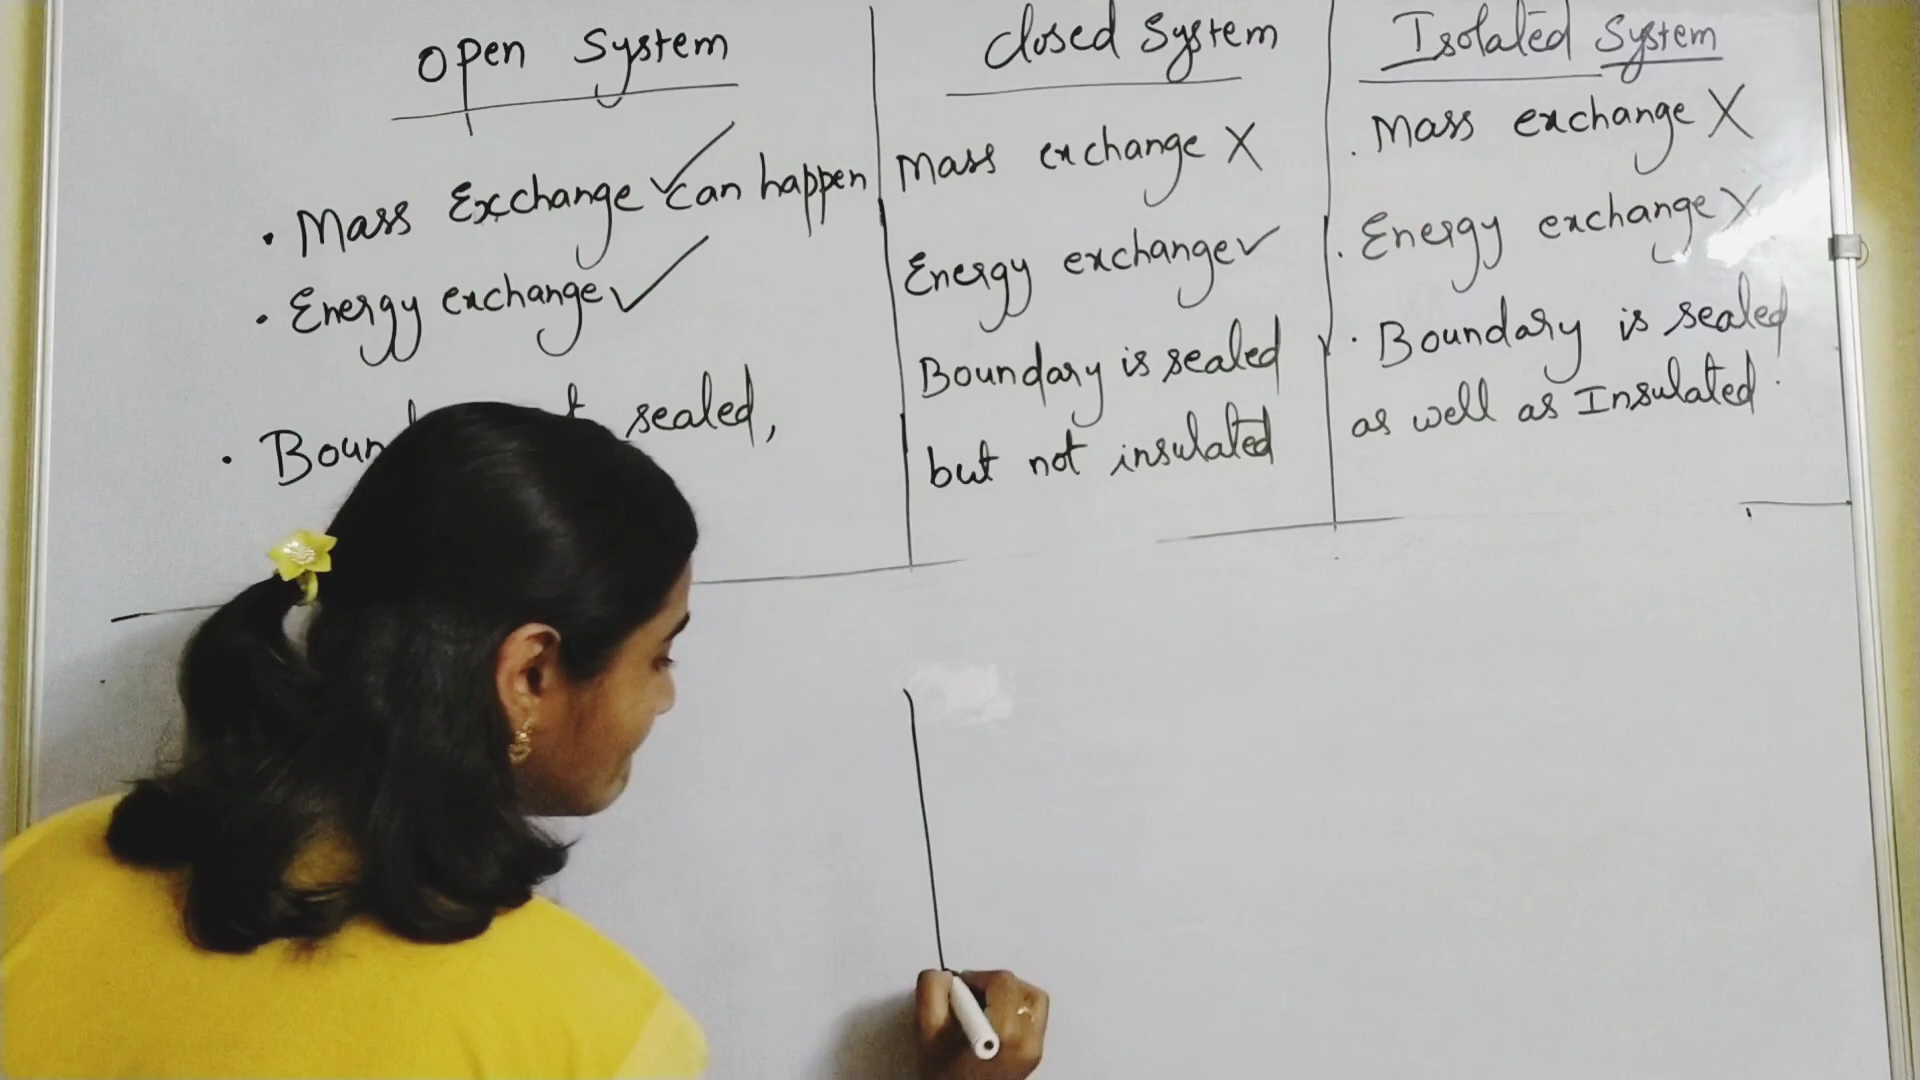 Open System
• Mass Exchange ✓ can happen
• Energy exchange ✓
• sealed,
Closed System
Mass exchange X
Energy exchange ✓
Boundary is sealed
but not insulated
Isolated System
. Mass exchange X
. Energy exchange X
. Boundary is sealed
as well as Insulated.